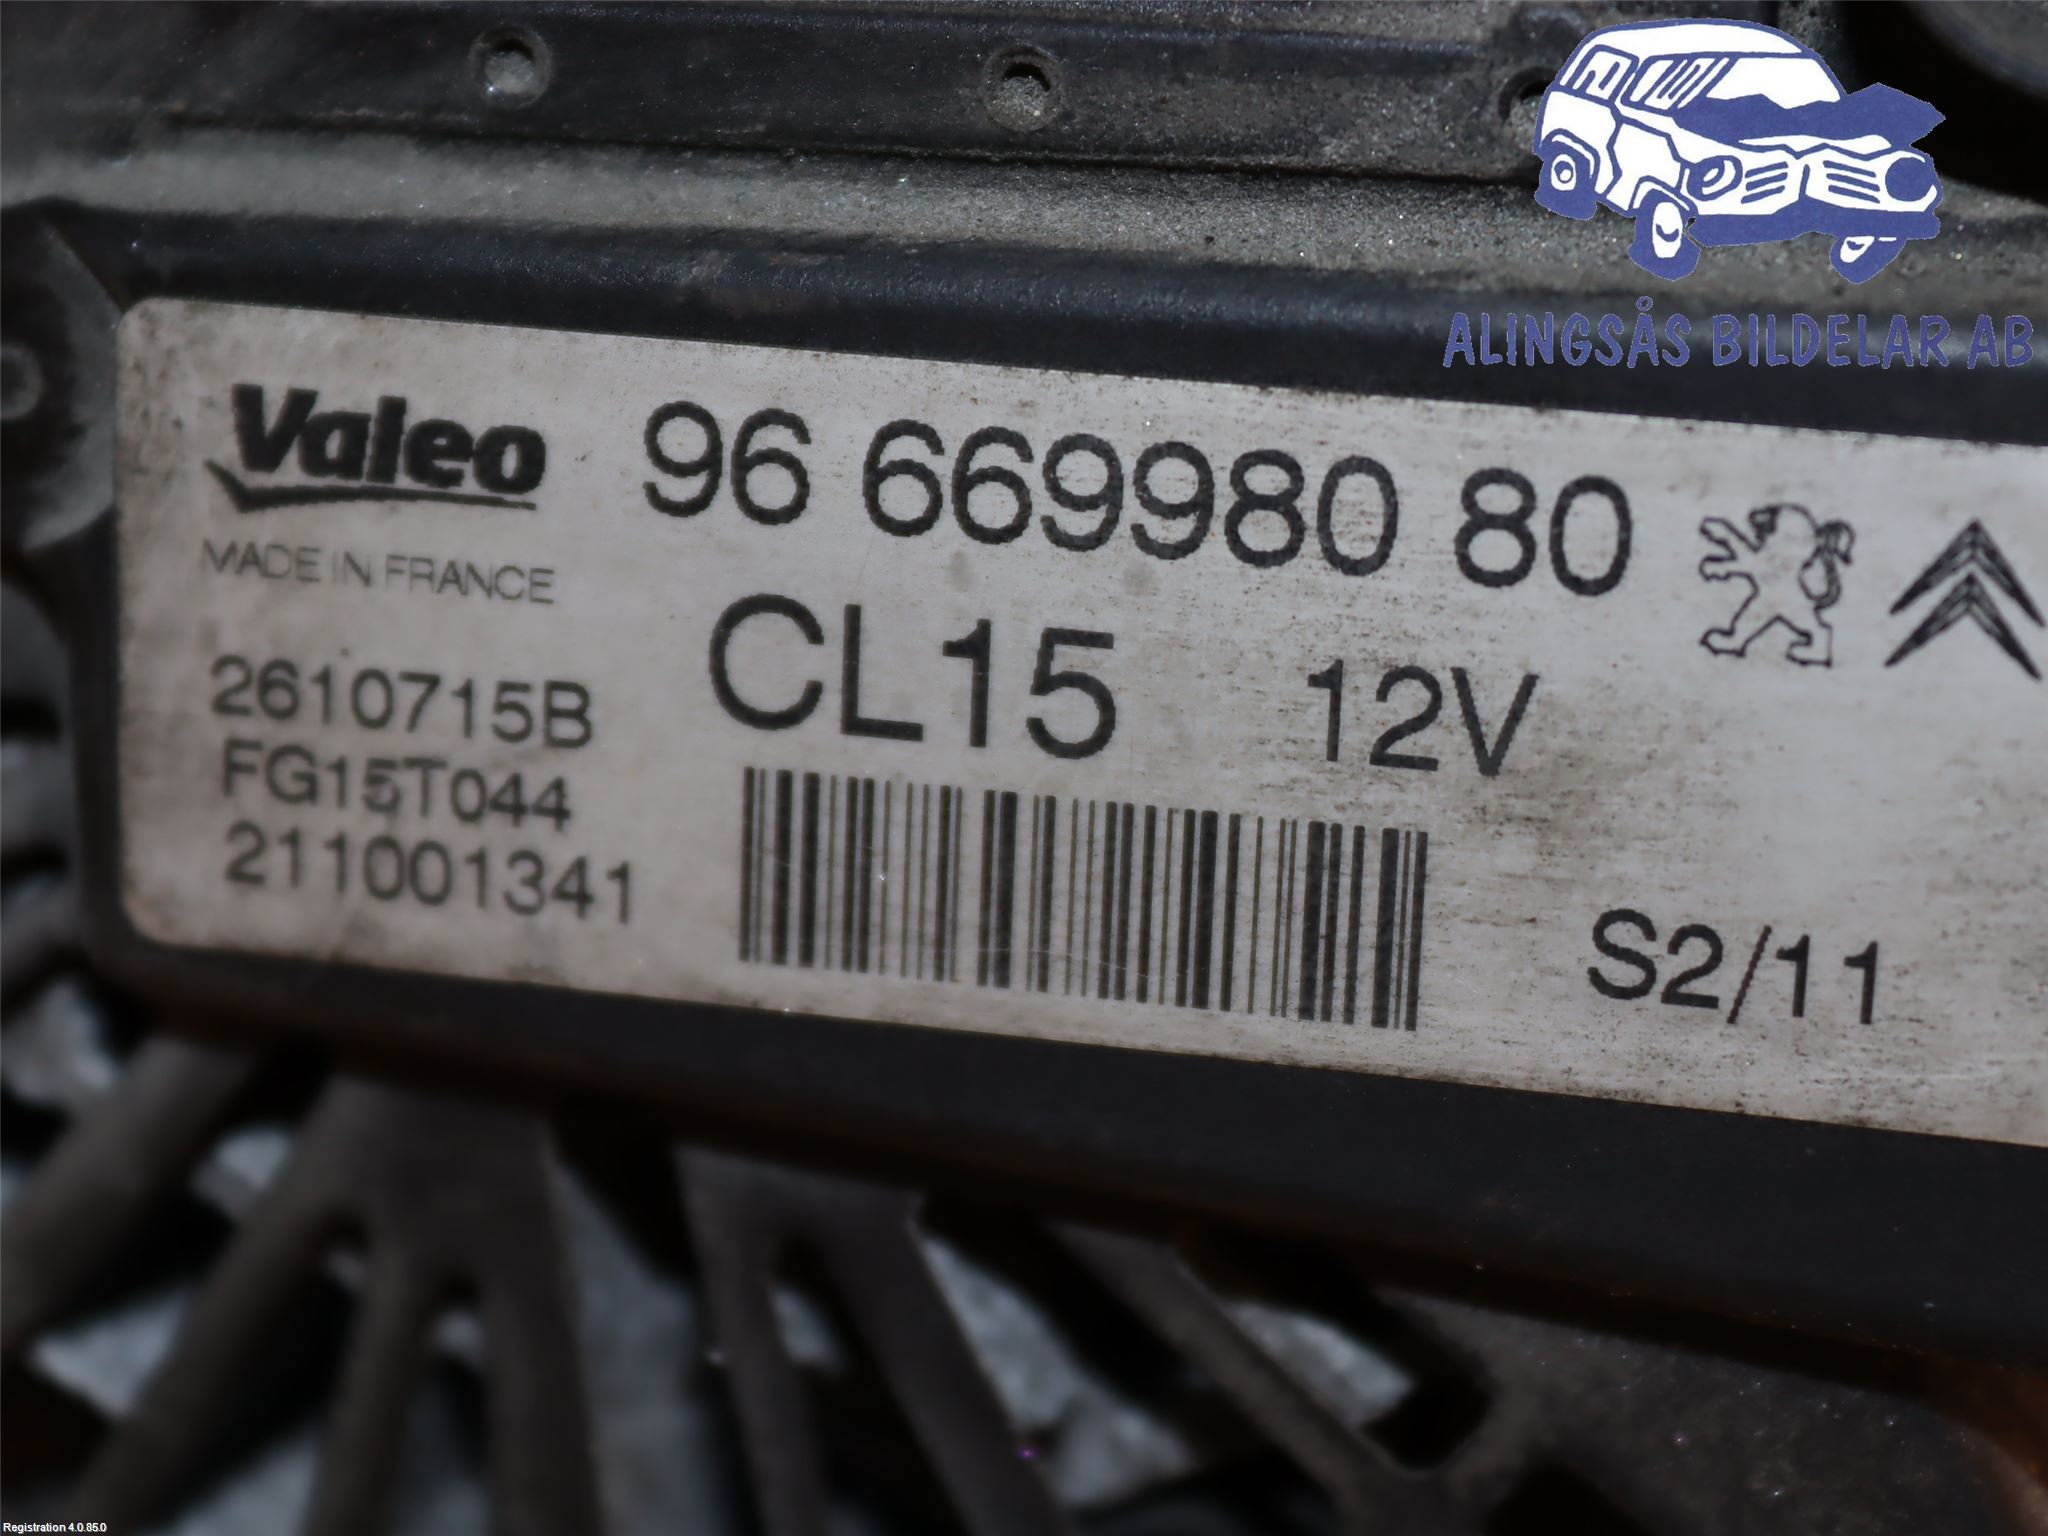 ALINGSÅS BILDELAR AB
Valeo
96 669980 80
MADE IN FRANCE
CL15 12V
2610715B
FG15T044
211001341
S2/11
Registration 4.0.85.0